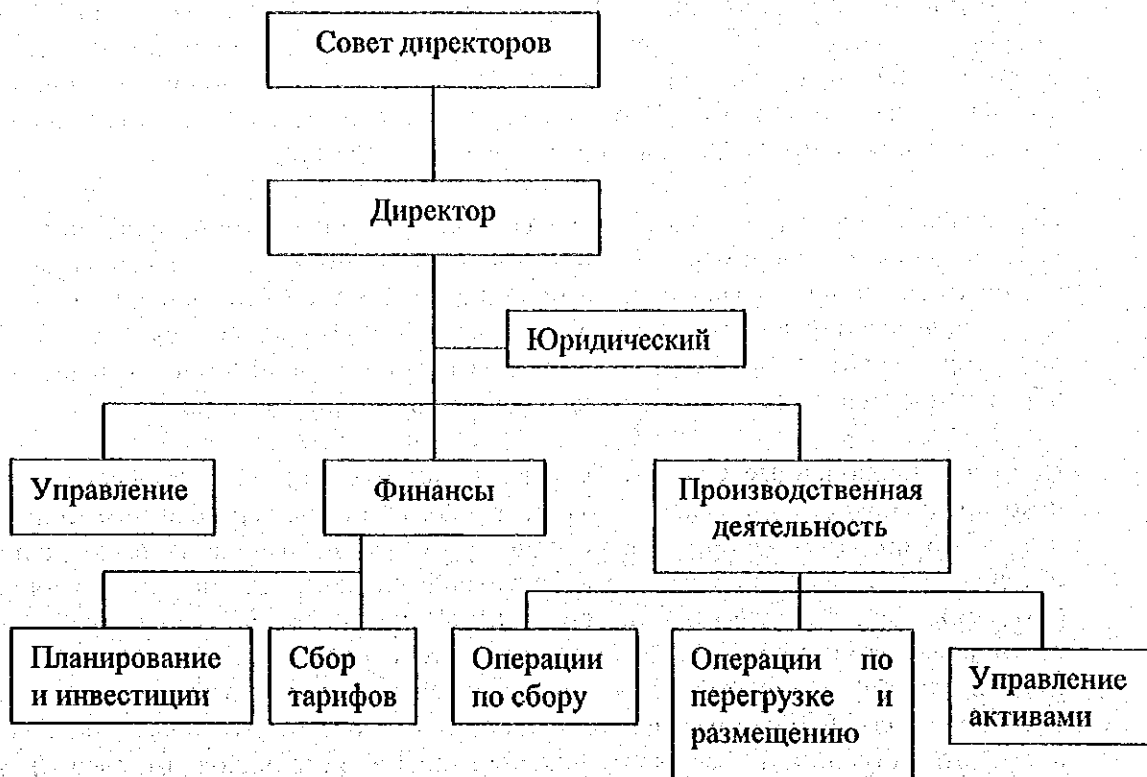 Совет директоров
Директор
Юридический
Управление
Финансы
Производственная
деятельность
Планирование
и инвестиции
Сбор
тарифов
Операции
по сбору
Операции по
перегрузке и
размещению
Управление
активами